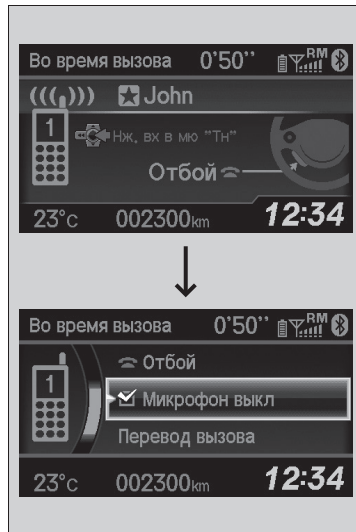 Во время вызова 0'50'' RM
John
1
Нж, вх в мю "Тн"
Отбой
23°c 002300km 12:34
Во время вызова 0'50'' RM
1
Отбой
Микрофон выкл
Перевод вызова
23°c 002300km 12:34